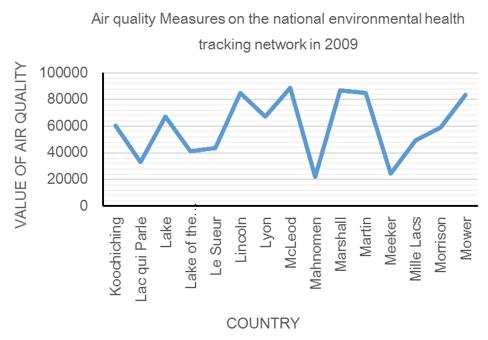 Air quality Measures on the national environmental health
tracking network in 2009
VALUE OF AIR QUALITY
100000
80000
60000
40000
20000
0
Koochiching
Lac qui Parle
Lake
Lake of the…
Le Sueur
Lincoln
Lyon
McLeod
Mahnomen
Marshall
Martin
Meeker
Mille Lacs
Morrison
Mower
COUNTRY